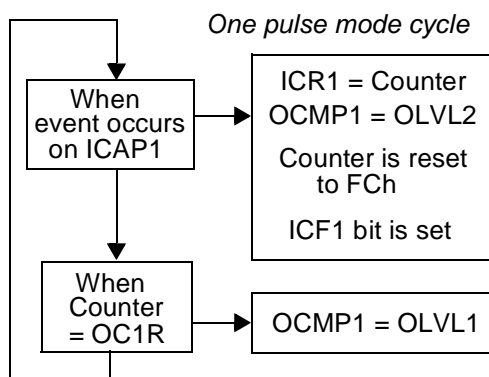 One pulse mode cycle
When
event occurs
on ICAP1
ICR1 = Counter
OCMP1 = OLVL2
Counter is reset
to FCh
ICF1 bit is set
When
Counter
= OC1R
OCMP1 = OLVL1